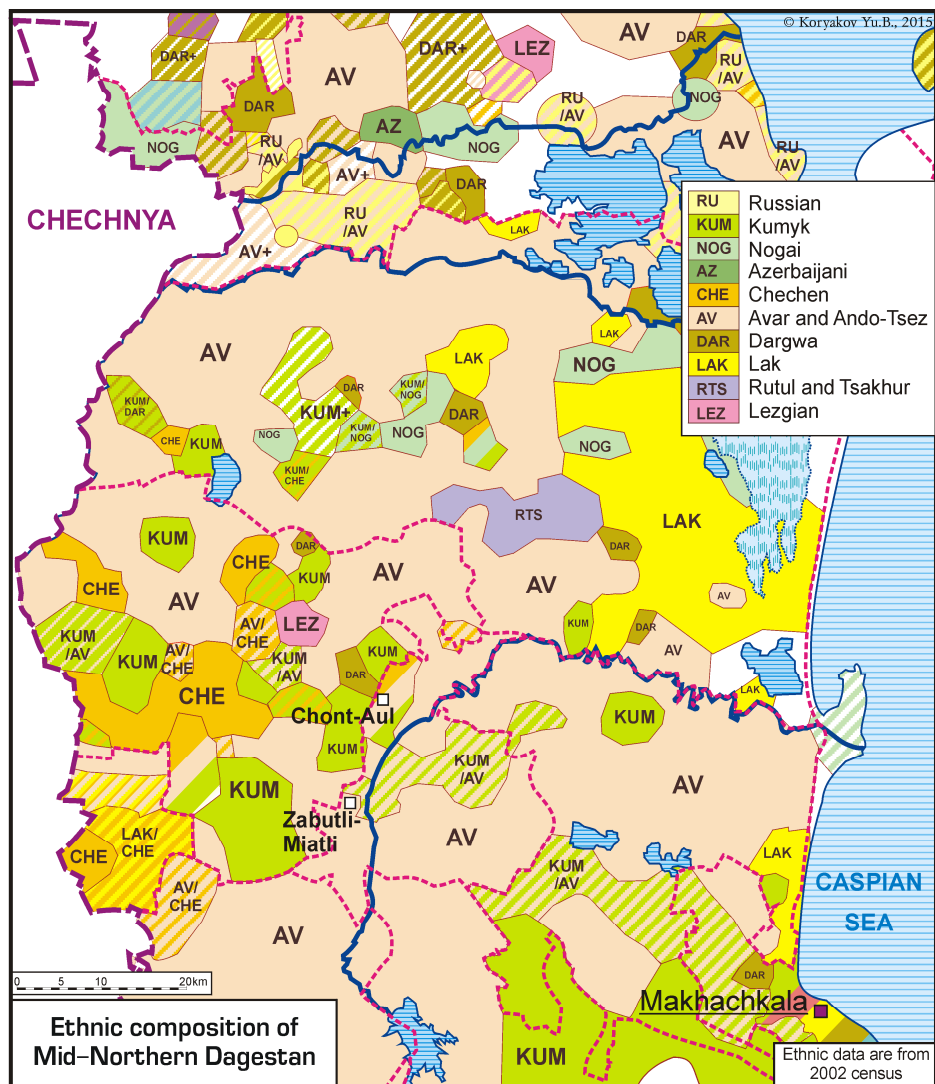 © Koryakov Yu.B., 2015
DAR+
AV
DAR+
LEZ
AV
DAR
RU
/AV
DAR
RU
/AV
NOG
AZ
NOG
NOG
RU
/AV
AV
RU
/AV
AV+
DAR
CHECHNYA
RU
/AV
LAK
AV+
RU Russian
KUM Kumyk
NOG Nogai
AZ Azerbaijani
CHE Chechen
AV Avar and Ando-Tsez
DAR Dargwa
LAK Lak
RTS Rutul and Tsakhur
LEZ Lezgian
LAK
AV
LAK
NOG
KUM/
DAR
DAR
KUM/
NOG
KUM+
DAR
CHE
KUM
NOG
KUM/
NOG
NOG
NOG
KUM/
CHE
RTS
LAK
KUM
DAR
DAR
CHE
KUM
AV
AV
CHE
AV
AV
LEZ
AV/
CHE
KUM
/AV
KUM
DAR
KUM
AV/
CHE
KUM
/AV
KUM
AV
DAR
CHE
LAK
Chont-Aul
KUM
KUM
KUM
/AV
KUM
AV
Zabutli-
Miatli
AV
LAK/
CHE
CHE
LAK
KUM
/AV
AV/
CHE
CASPIAN
SEA
AV
DAR
Makhachkala
0 5 10 20km
Ethnic composition of
Mid-Northern Dagestan
KUM
Ethnic data are from
2002 census